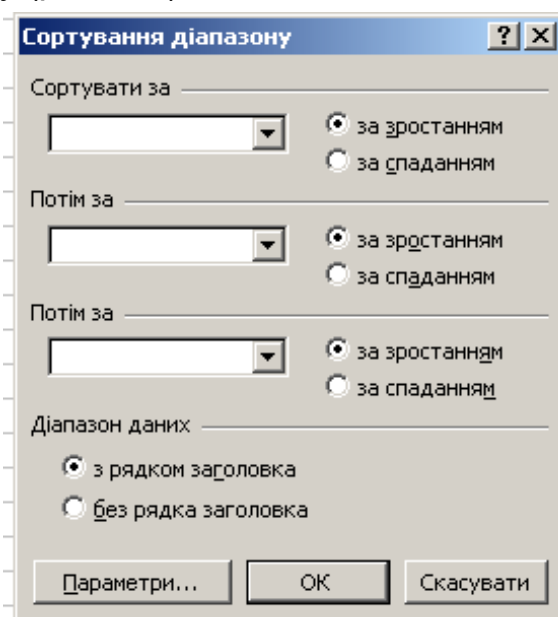 Сортування діапазону
Сортувати за
за зростанням
за спаданням
Потім за
за зростанням
за спаданням
Потім за
за зростанням
за спаданням
Діапазон даних
з рядком заголовка
без рядка заголовка
Параметри... ОК Скасувати